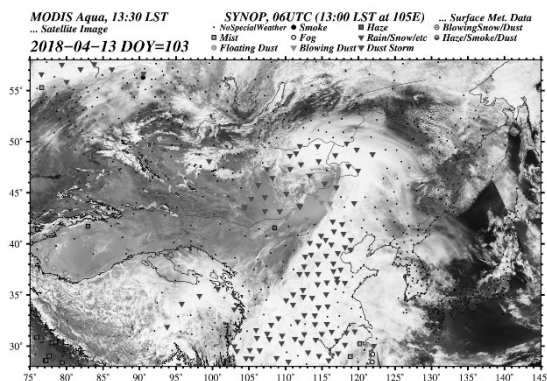 MODIS Aqua, 13:30 LST
... Satellite Image
2018-04-13 DOY=103
SYNOP, 06UTC (13:00 LST at 105E)
... Surface Met. Data
NoSpecialWeather
Smoke
Haze
BlowingSnow/Dust
Mist
Fog
Rain/Snow/etc
Haze/Smoke/Dust
Floating Dust
Blowing Dust
Dust Storm
55°
50°
45°
40°
35°
30°
75° 80° 85° 90° 95° 100° 105° 110° 115° 120° 125° 130° 135° 140° 145